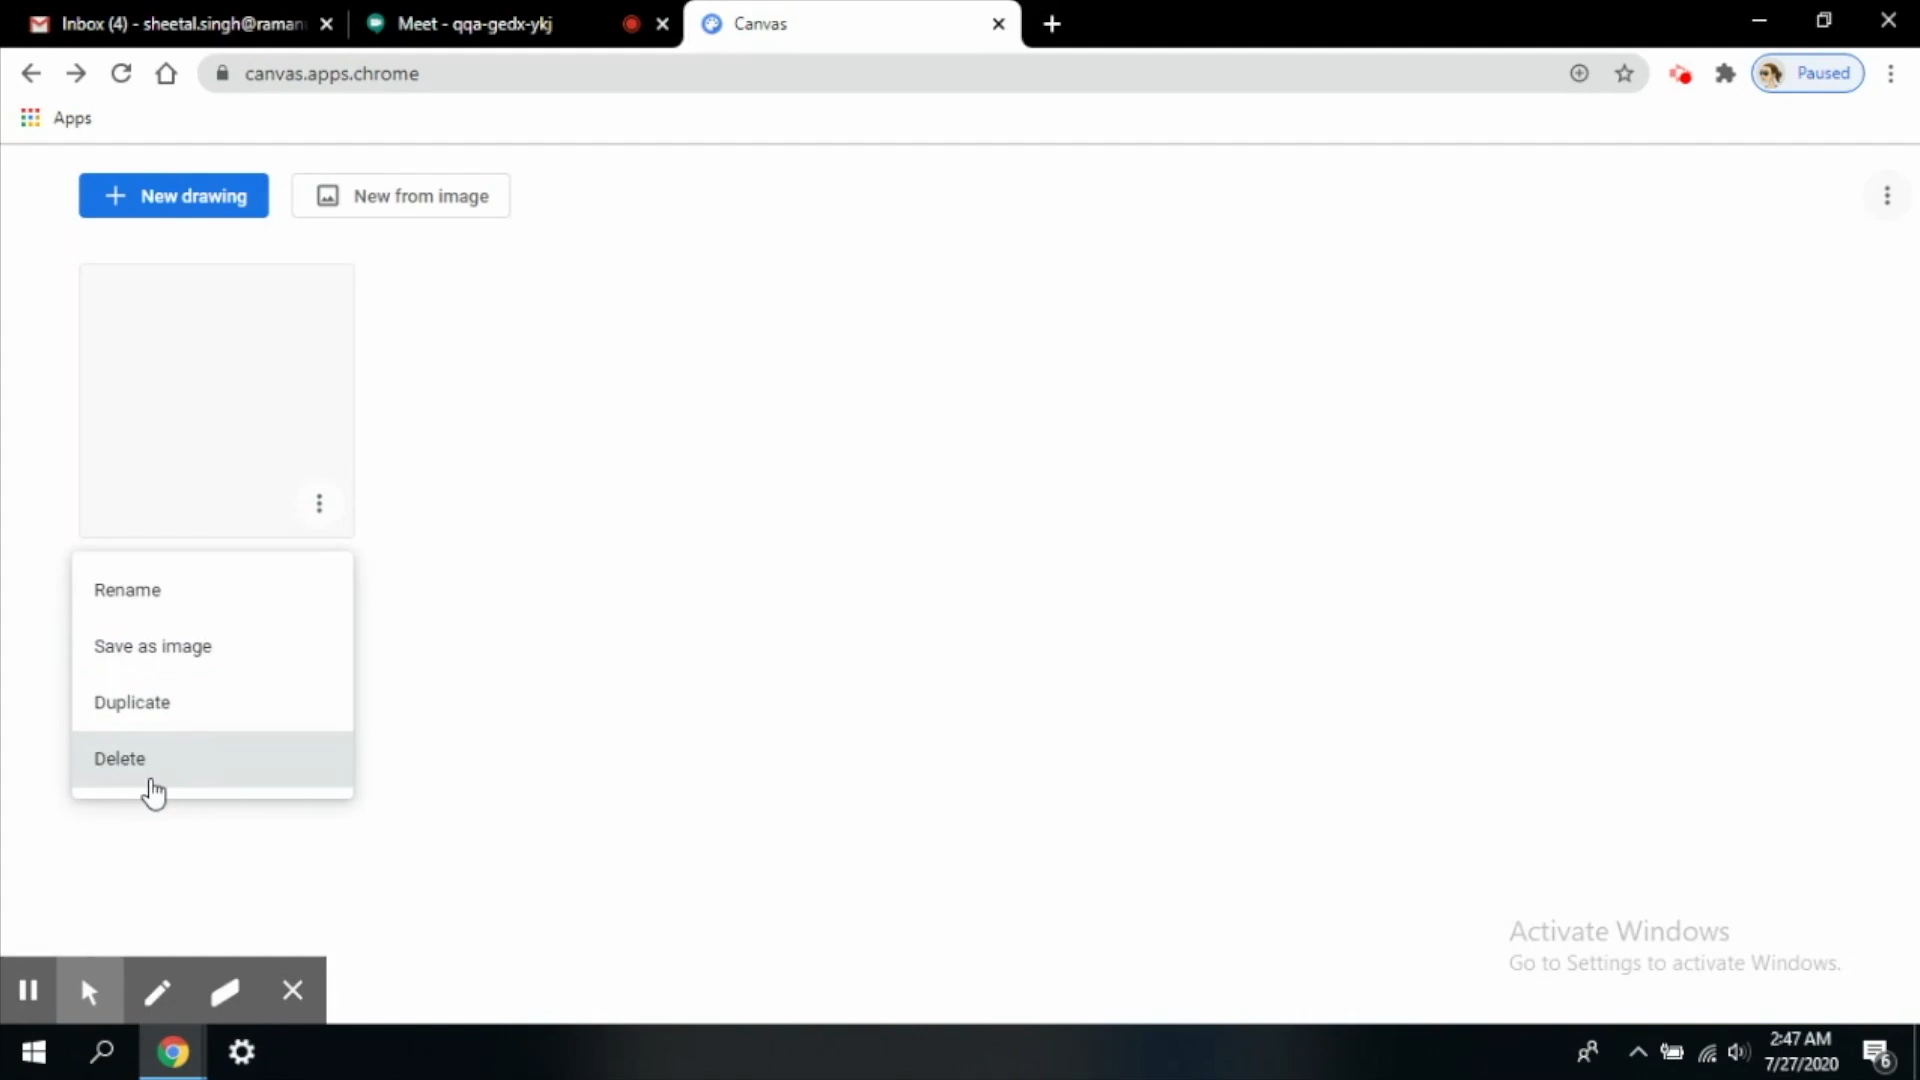 Inbox (4) - sheetal.singh@raman
Meet - qqa-gedx-ykj
Canvas
canvas.apps.chrome
Paused
Apps
New drawing
New from image
Rename
Save as image
Duplicate
Delete
Activate Windows
Go to Settings to activate Windows.
2:47 AM
7/27/2020
6